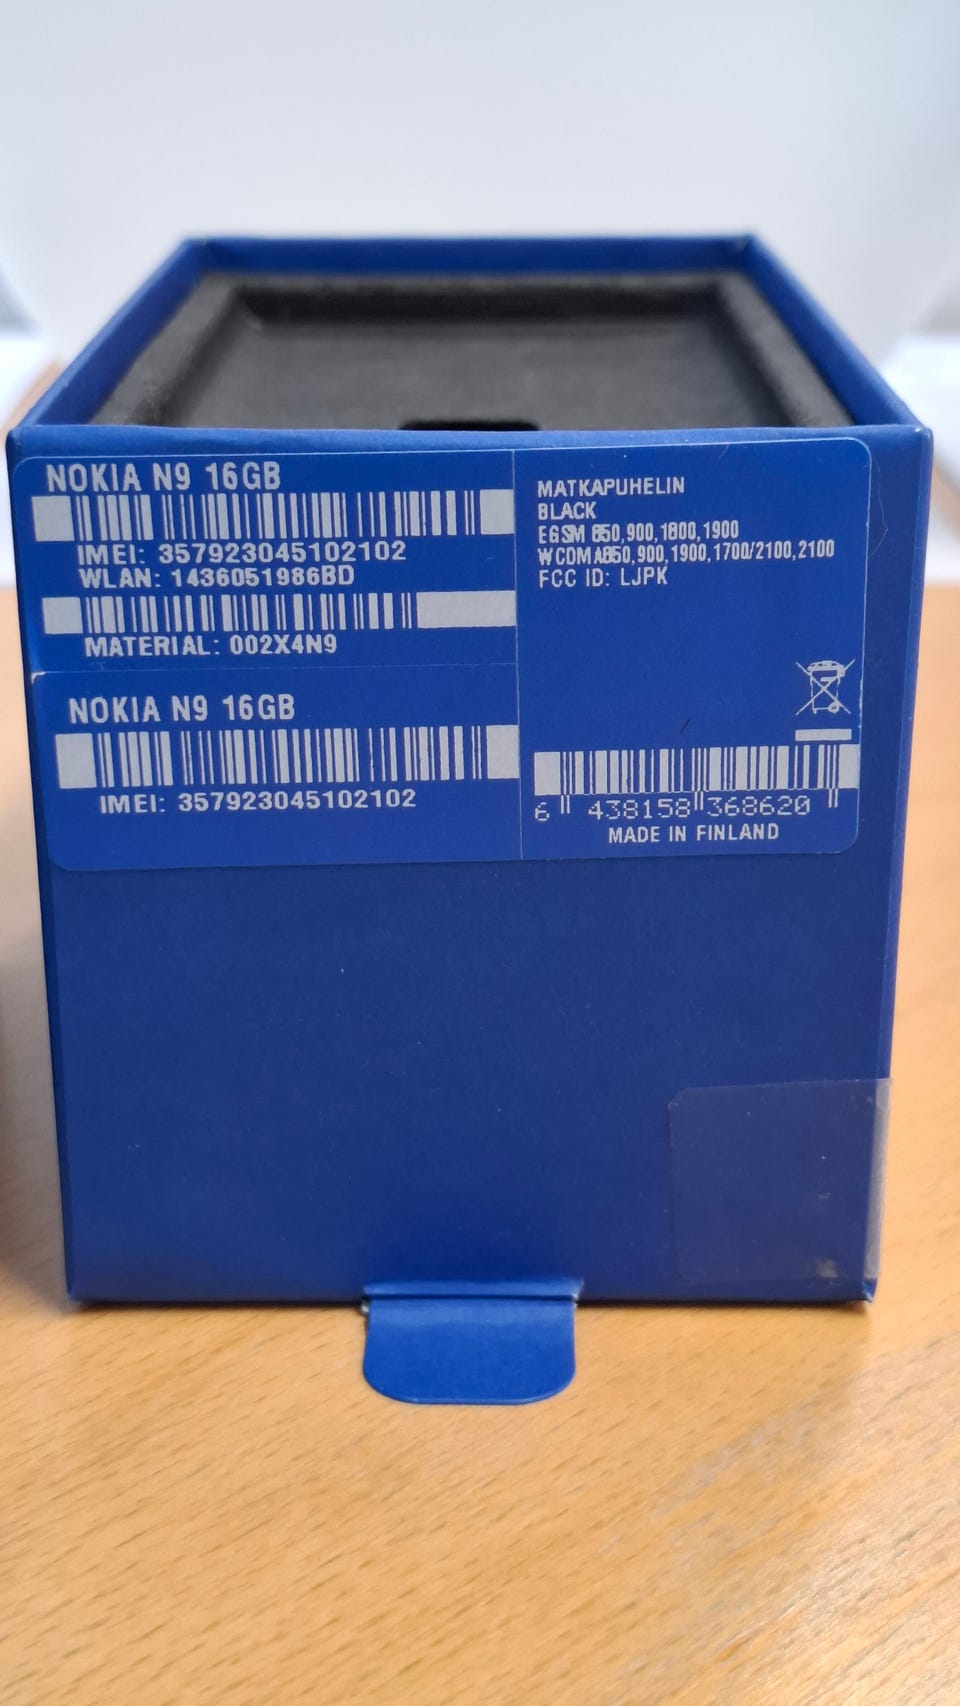 NOKIA N9 16GB
IMEI: 357923045102102
WLAN: 1436051986BD
MATERIAL: 002X4N9
NOKIA N9 16GB
IMEI: 357923045102102
MATKAPUHELIN
BLACK
EGSM 850,900,1800,1900
WCDMA850,900,1900,1700/2100,2100
FCC ID: LJPK
6 438158 368620
MADE IN FINLAND